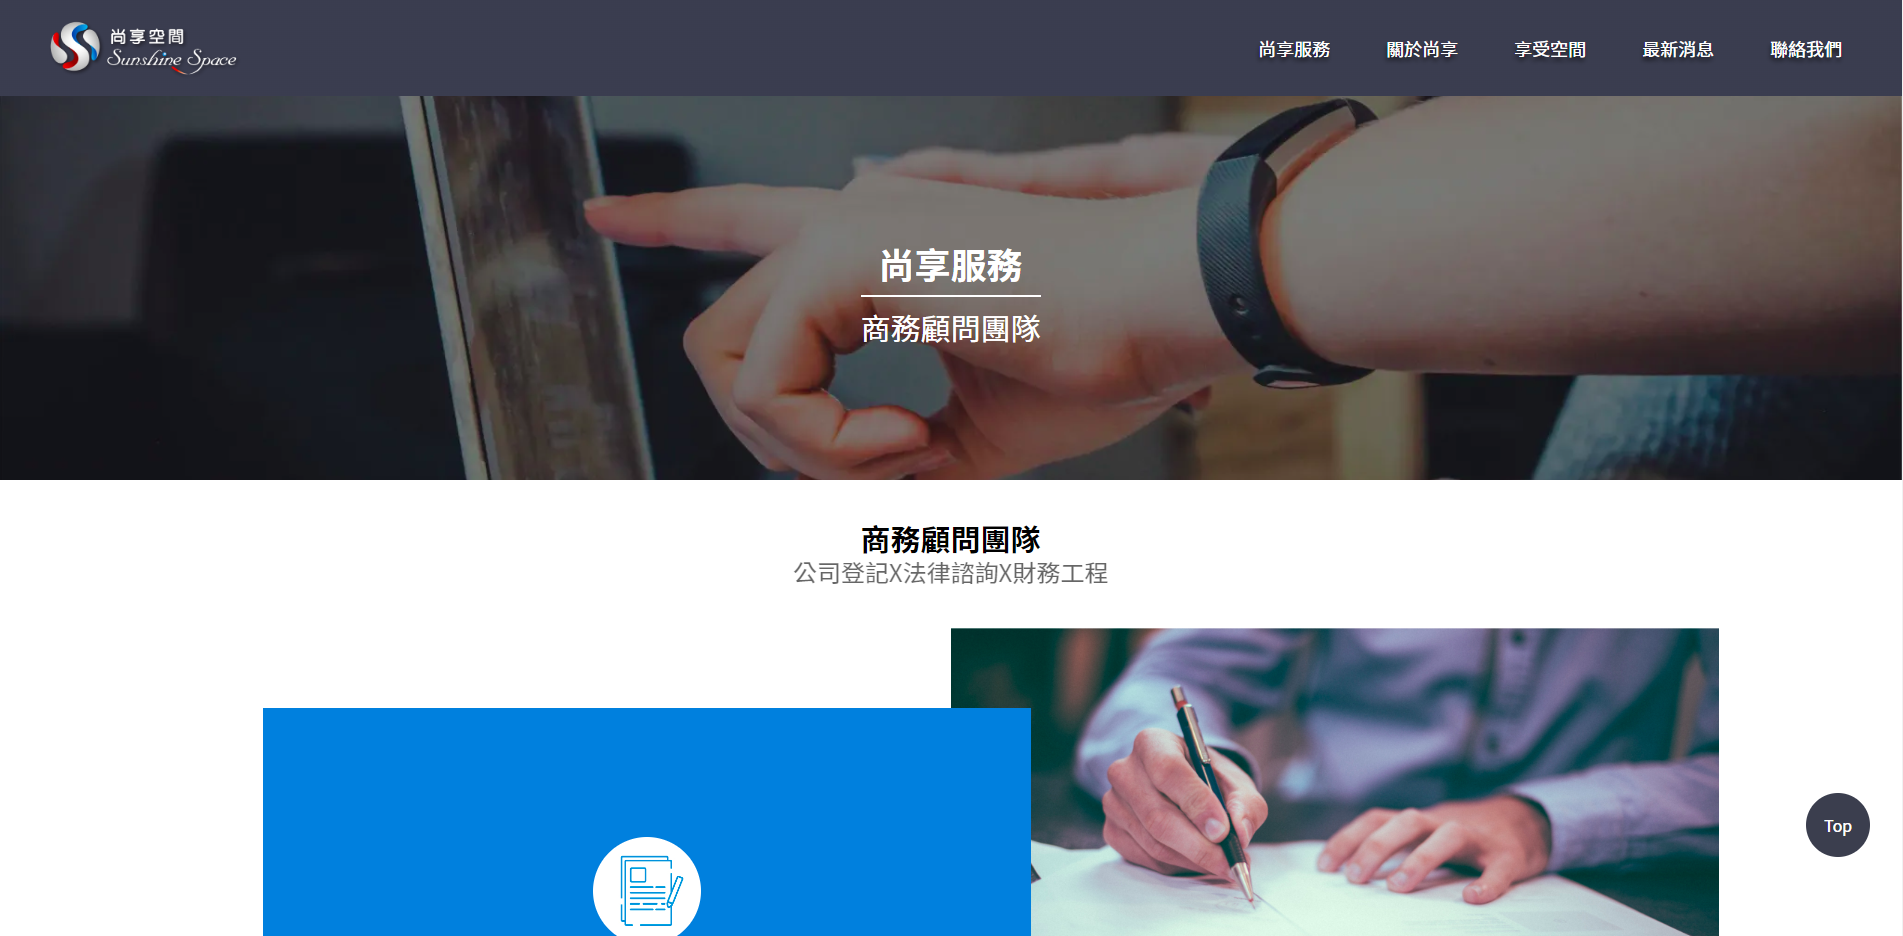 尚享空間
Sunshine Space
尚享服務
關於尚享
享受空間
最新消息
聯絡我們
尚享服務
商務顧問團隊
商務顧問團隊
公司登記X法律諮詢X財務工程
Top